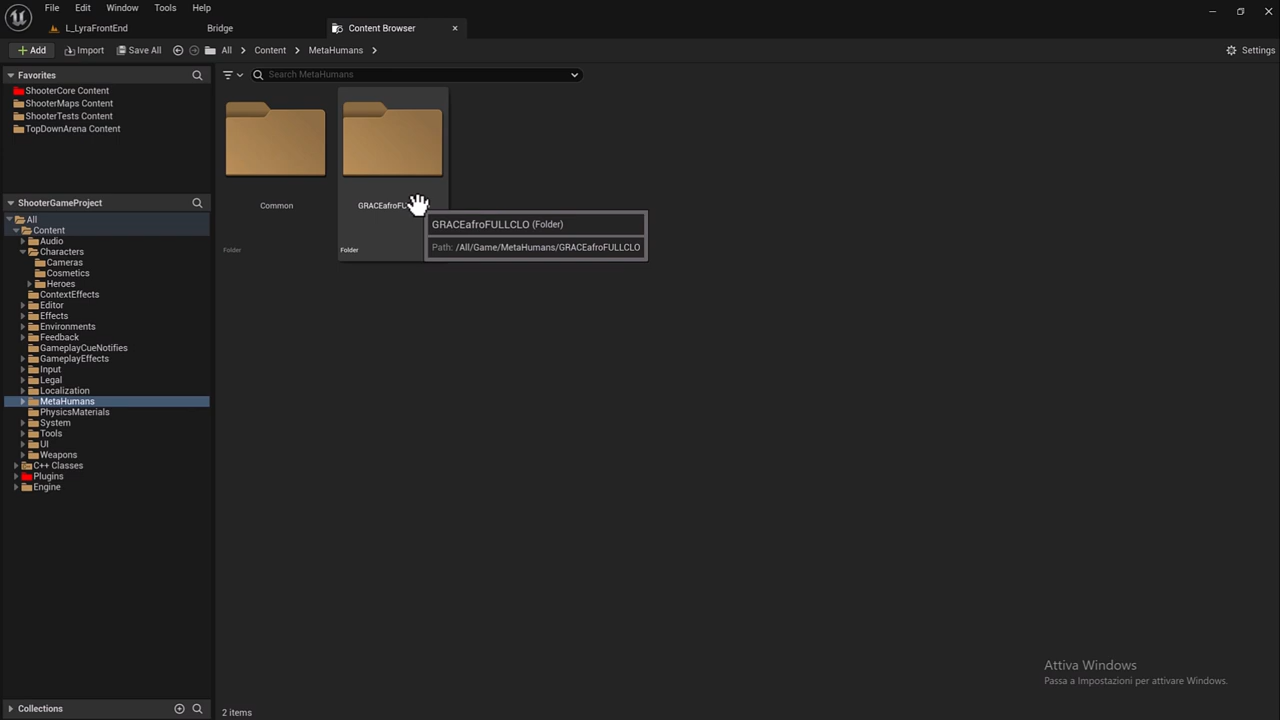 File Edit Window Tools Help
L_LyraFrontEnd Bridge Content Browser
Add Import Save All All Content MetaHumans Settings
Favorites
Search MetaHumans
ShooterCore Content
ShooterMaps Content
ShooterTests Content
TopDownArena Content
ShooterGameProject
Common
Folder
Folder
GRACEafroFULLCLO (Folder)
Path: /All/Game/MetaHumans/GRACEafroFULLCLO
All
Content
Audio
Characters
Cameras
Cosmetics
Heroes
ContextEffects
Editor
Effects
Environments
Feedback
GameplayCueNotifies
GameplayEffects
Input
Legal
Localization
MetaHumans
PhysicsMaterials
System
Tools
UI
Weapons
C++ Classes
Plugins
Engine
Attiva Windows
Passa a Impostazioni per attivare Windows.
Collections
2 items